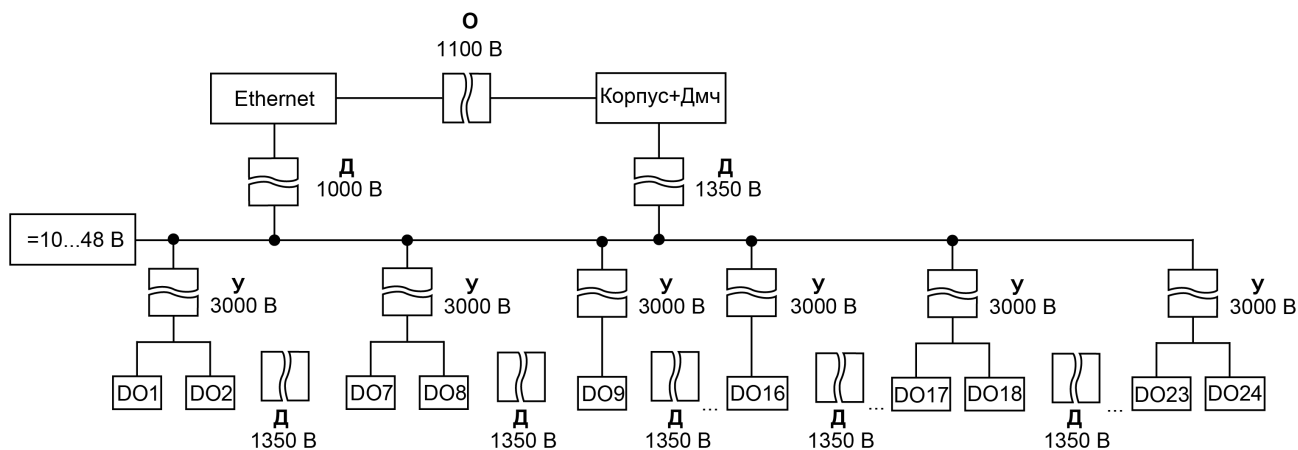 О
1100 В
Ethernet
Корпус+Дмч
Д
1000 В
Д
1350 В
=10...48 В
У
3000 В
У
3000 В
У
3000 В
У
3000 В
У
3000 В
У
3000 В
DO1
DO2
DO7
DO8
DO9
...
DO16
...
DO17
DO18
...
DO23
DO24
Д
1350 В
Д
1350 В
Д
1350 В
Д
1350 В
Д
1350 В